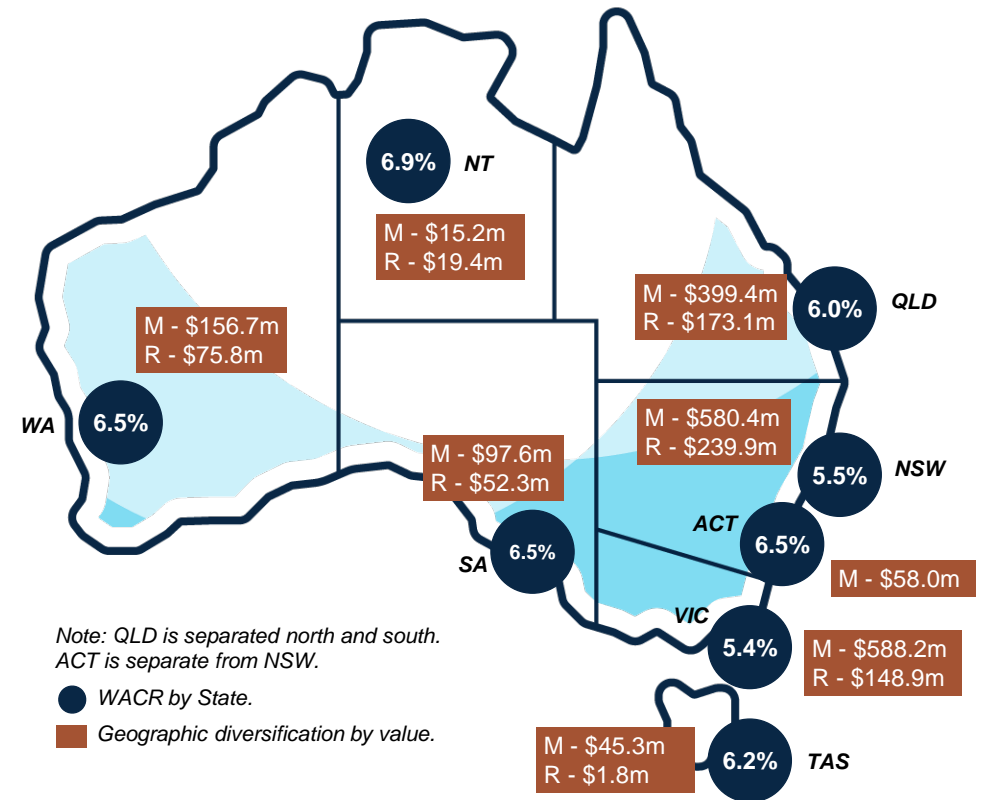 6.9%
NT
M - $15.2m
R - $19.4m
M - $399.4m
R - $173.1m
6.0%
QLD
M - $156.7m
R - $75.8m
WA
6.5%
M - $580.4m
R - $239.9m
M - $97.6m
R - $52.3m
5.5%
NSW
ACT
6.5%
SA
6.5%
M - $58.0m
VIC
5.4%
M - $588.2m
R - $148.9m
Note: QLD is separated north and south.
ACT is separate from NSW.
WACR by State.
Geographic diversification by value.
M - $45.3m
R - $1.8m
6.2%
TAS